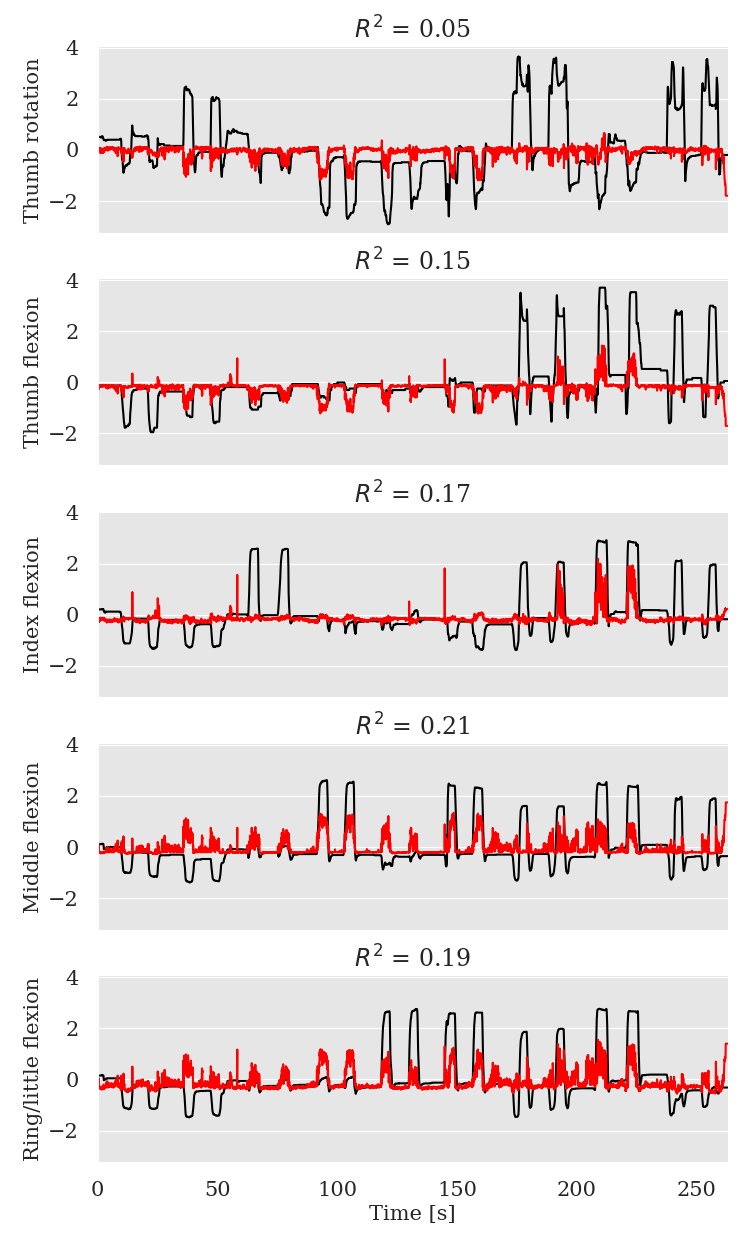 R² = 0.05
Thumb rotation
4
2
0
−2
R² = 0.15
Thumb flexion
4
2
0
−2
R² = 0.17
Index flexion
4
2
0
−2
R² = 0.21
Middle flexion
4
2
0
−2
R² = 0.19
Ring/little flexion
4
2
0
−2
0 50 100 150 200 250
Time [s]